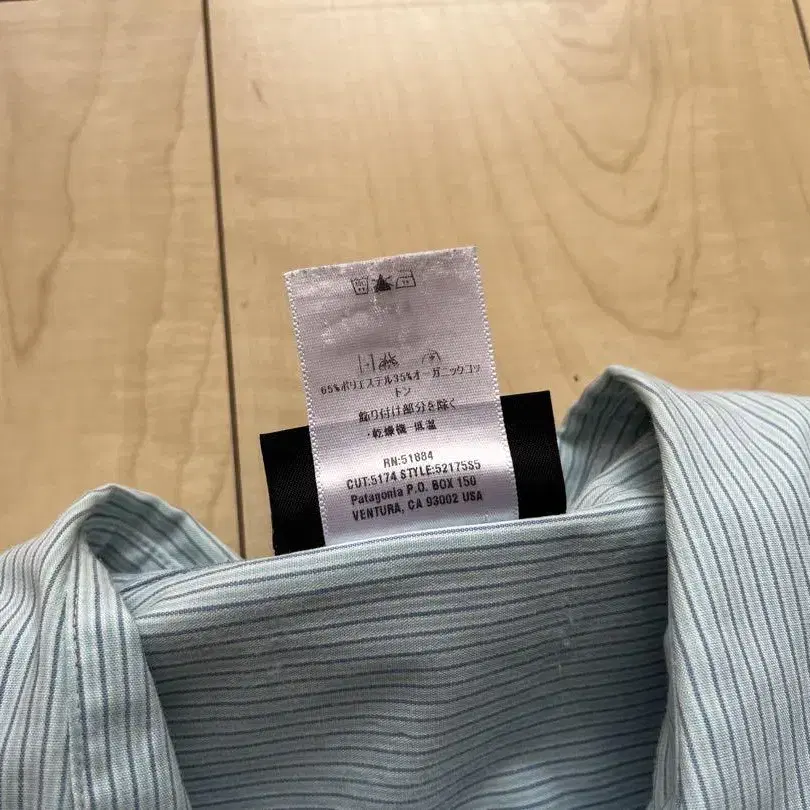 65%ポリエステル35%オーガニックコッ
トン
飾り付け部分を除く
・乾燥機 低温
RN:51884
CUT:5174 STYLE:52175S5
Patagonia P.O. BOX 150
VENTURA, CA 93002 USA